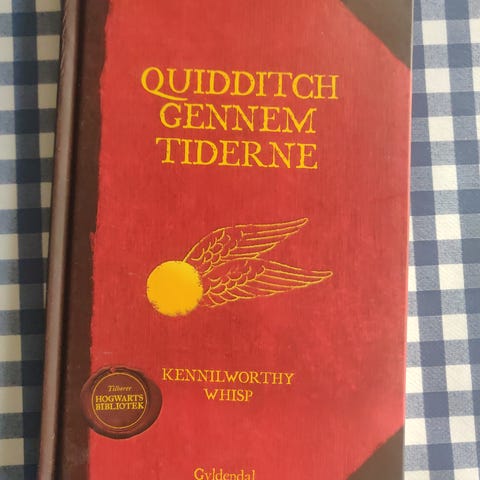 QUIDDITCH
GENNEM
TIDERNE
KENNILWORTHY
WHISP
Tilhører
HOGWARTS
BIBLIOTEK
Gyldendal